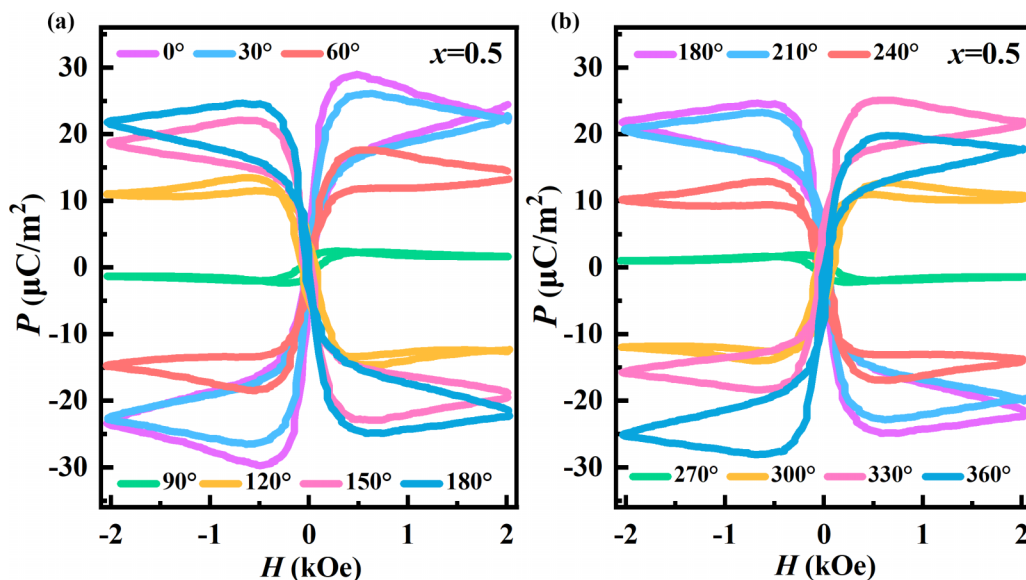 (a)
0° 30° 60° x=0.5
30
20
10
0
-10
-20
-30
P (μC/m²)
90° 120° 150° 180°
-2 -1 0 1 2
H (kOe)
(b)
180° 210° 240° x=0.5
30
20
10
0
-10
-20
-30
P (μC/m²)
270° 300° 330° 360°
-2 -1 0 1 2
H (kOe)